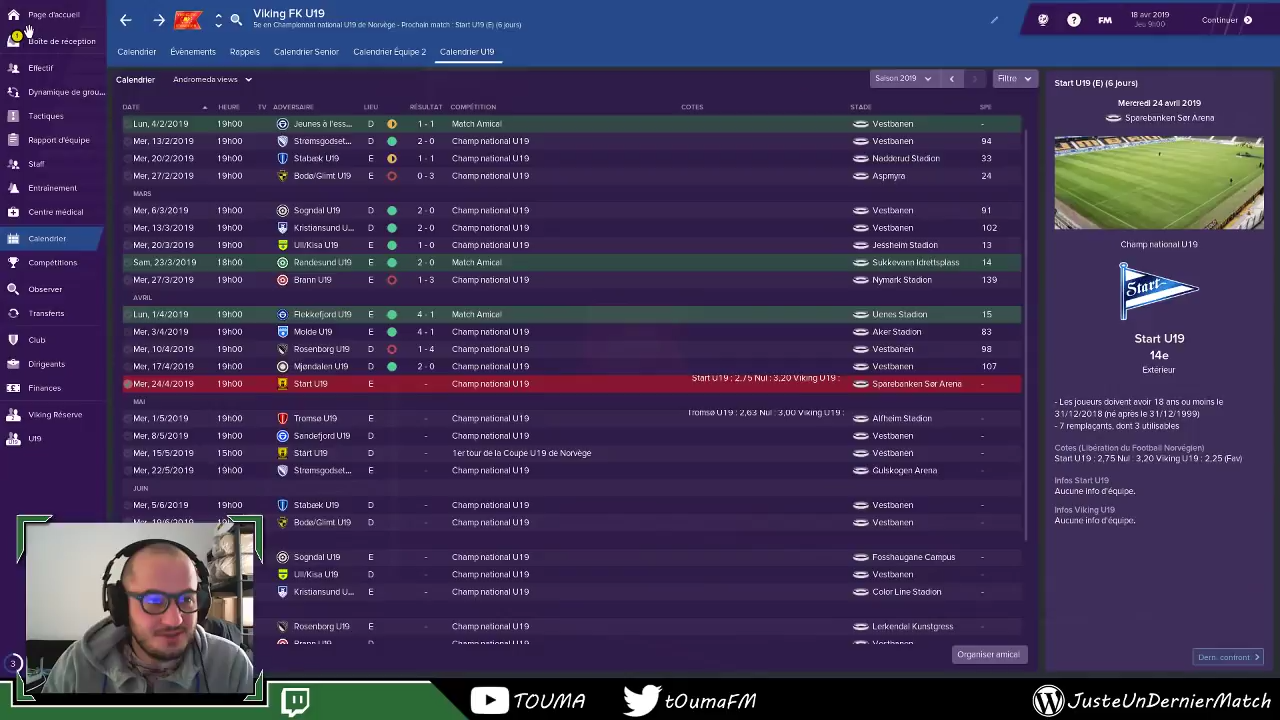 Page d'accueil
1
Boîte de réception
Effectif
Dynamique de grou...
Tactiques
Rapport d'équipe
Staff
Entraînement
Centre médical
Calendrier
Compétitions
Observer
Transferts
Club
Dirigeants
Finances
Viking Réserve
U19
3
Viking FK U19
5e en Championnat national U19 de Norvège - Prochain match : Start U19 (E) (6 jours)
FM
18 avr 2019
Jeu 9h00
Continuer
Calendrier Évènements Rappels Calendrier Senior Calendrier Équipe 2 Calendrier U19
Calendrier Andromeda views Saison 2019 Filtre
DATE HEURE TV ADVERSAIRE LIEU RÉSULTAT COMPÉTITION COTES STADE SPE
Lun, 4/2/2019 19h00 Jeunes à l'ess... D 1 - 1 Match Amical Vestbanen -
Mer, 13/2/2019 19h00 Strømsgodset... D 2 - 0 Champ national U19 Vestbanen 94
Mer, 20/2/2019 19h00 Stabæk U19 E 1 - 1 Champ national U19 Nadderud Stadion 33
Mer, 27/2/2019 19h00 Bodø/Glimt U19 E 0 - 3 Champ national U19 Aspmyra 24
MARS
Mer, 6/3/2019 19h00 Sogndal U19 D 2 - 0 Champ national U19 Vestbanen 91
Mer, 13/3/2019 19h00 Kristiansund U... D 2 - 0 Champ national U19 Vestbanen 102
Mer, 20/3/2019 19h00 Ull/Kisa U19 E 1 - 0 Champ national U19 Jessheim Stadion 13
Sam, 23/3/2019 18h00 Randesund U19 E 2 - 0 Match Amical Sukkevann Idrettsplass 14
Mer, 27/3/2019 19h00 Brann U19 E 1 - 3 Champ national U19 Nymark Stadion 139
AVRIL
Lun, 1/4/2019 19h00 Flekkefjord U19 E 4 - 1 Match Amical Uenes Stadion 15
Mer, 3/4/2019 19h00 Molde U19 E 4 - 1 Champ national U19 Aker Stadion 83
Mer, 10/4/2019 19h00 Rosenborg U19 D 1 - 4 Champ national U19 Vestbanen 98
Mer, 17/4/2019 19h00 Mjøndalen U19 D 2 - 0 Champ national U19 Vestbanen 107
Mer, 24/4/2019 19h00 Start U19 E - Champ national U19 Start U19 : 2,75 Nul : 3,20 Viking U19 : Sparebanken Sør Arena -
MAI
Mer, 1/5/2019 19h00 Tromsø U19 E - Champ national U19 Tromsø U19 : 2,63 Nul : 3,00 Viking U19 : Alfheim Stadion -
Mer, 8/5/2019 19h00 Sandefjord U19 D - Champ national U19 Vestbanen -
Mer, 15/5/2019 15h00 Start U19 D - 1er tour de la Coupe U19 de Norvège Vestbanen -
Mer, 22/5/2019 15h00 Strømsgodset... E - Champ national U19 Gulskogen Arena -
JUIN
Mer, 5/6/2019 19h00 Stabæk U19 D - Champ national U19 Vestbanen -
Mer, 19/6/2019 19h00 Bodø/Glimt U19 D - Champ national U19 Vestbanen -
Sogndal U19 E - Champ national U19 Fosshaugane Campus -
Ull/Kisa U19 D - Champ national U19 Vestbanen -
Kristiansund U... E - Champ national U19 Color Line Stadion -
Rosenborg U19 E - Champ national U19 Lerkendal Kunstgress -
Brann U19 D Champ national U19 Vestbanen
Organiser amical
Start U19 (E) (6 jours)
Mercredi 24 avril 2019
Sparebanken Sør Arena
Champ national U19
Start
Start U19
14e
Extérieur
- Les joueurs doivent avoir 18 ans ou moins le
31/12/2018 (né après le 31/12/1999)
- 7 remplaçants, dont 3 utilisables
Cotes (Libération du Football Norvégien)
Start U19 : 2,75 Nul : 3,20 Viking U19 : 2,25 (Fav)
Infos Start U19
Aucune info d'équipe.
Infos Viking U19
Aucune info d'équipe.
Dern. confront
TOUMA tOumaFM JusteUnDernierMatch